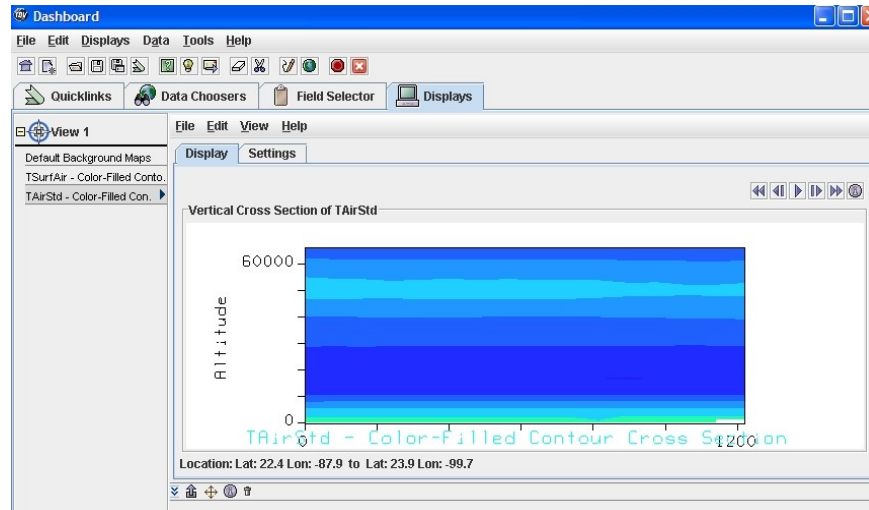 IDV Dashboard
File Edit Displays Data Tools Help
Quicklinks Data Choosers Field Selector Displays
View 1
Default Background Maps
TSurfAir - Color-Filled Conto.
TAirStd - Color-Filled Con.
File Edit View Help
Display Settings
Vertical Cross Section of TAirStd
60000
Altitude
0
0 1200
TAirStd - Color-Filled Contour Cross Section
Location: Lat: 22.4 Lon: -87.9 to Lat: 23.9 Lon: -99.7